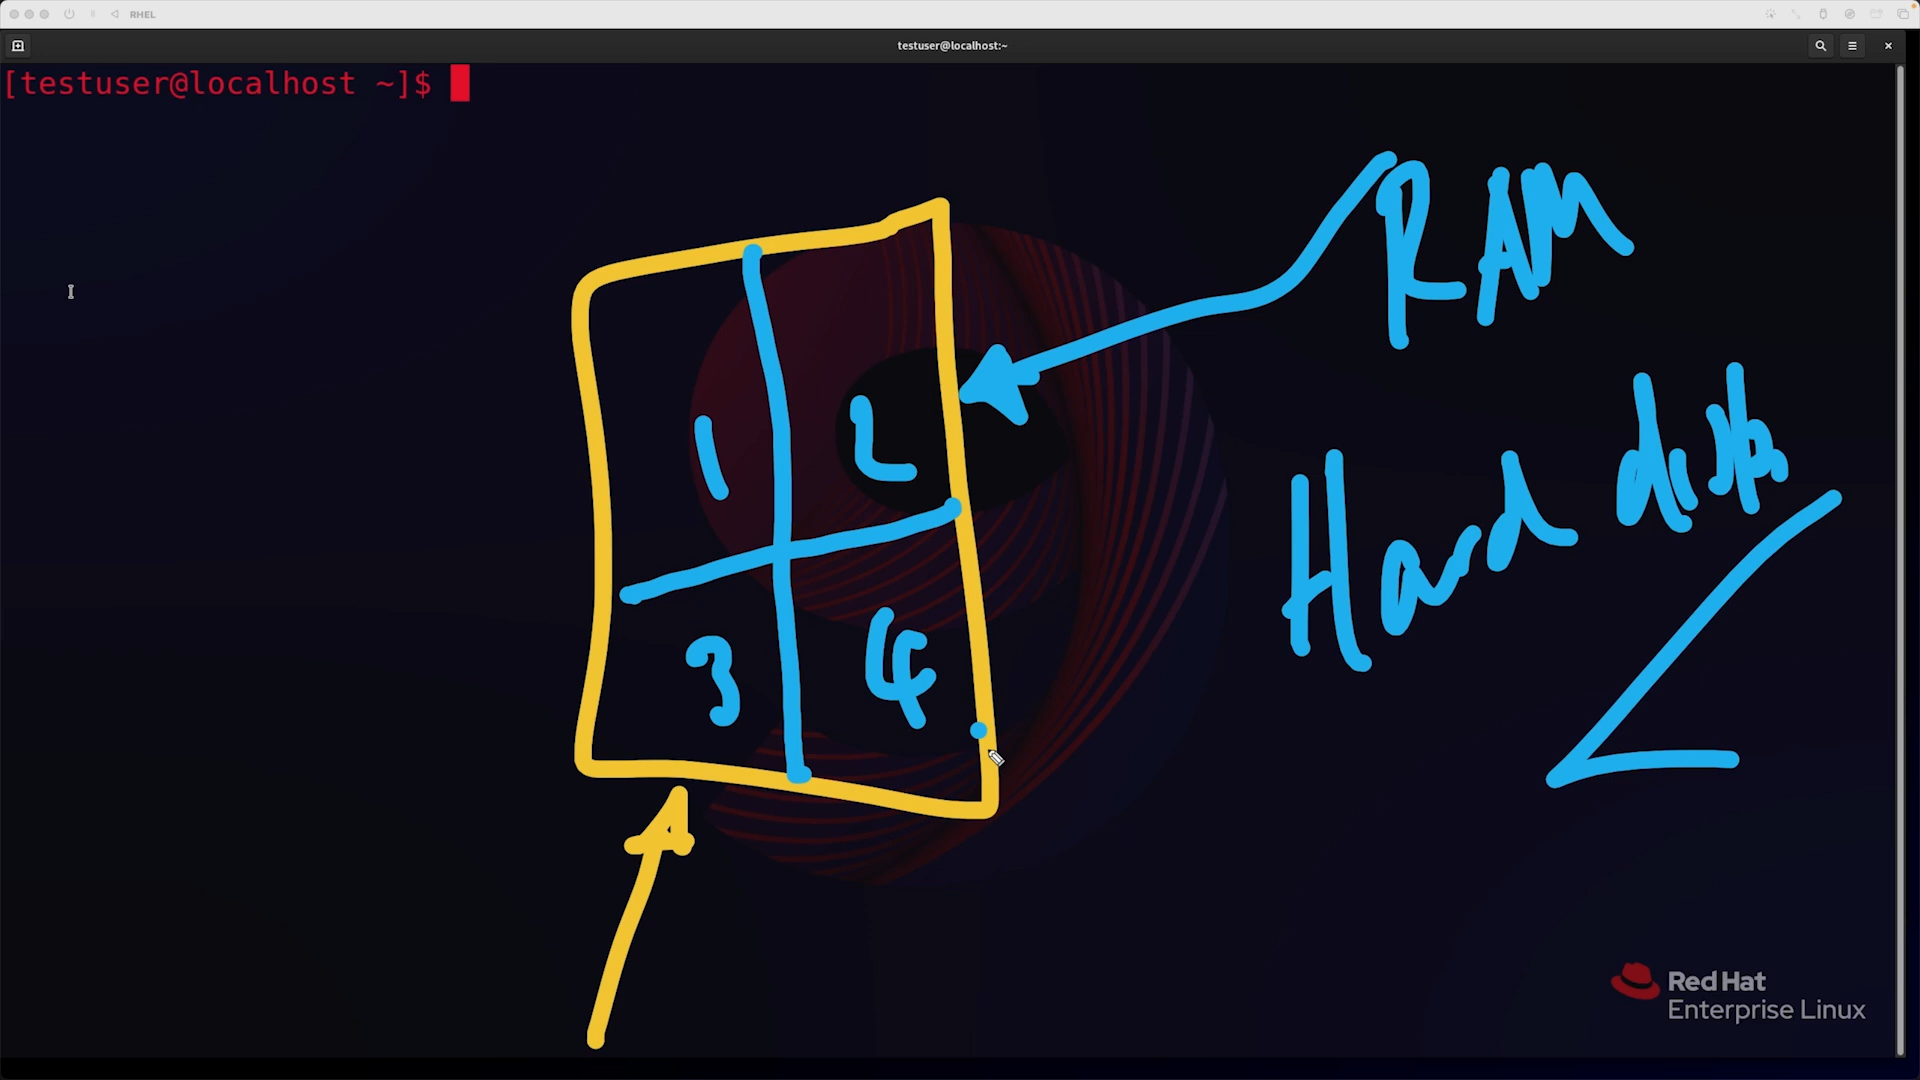 RHEL
testuser@localhost:~
[testuser@localhost ~]$
RAM
1 2
Hard disk
3 4
Red Hat
Enterprise Linux